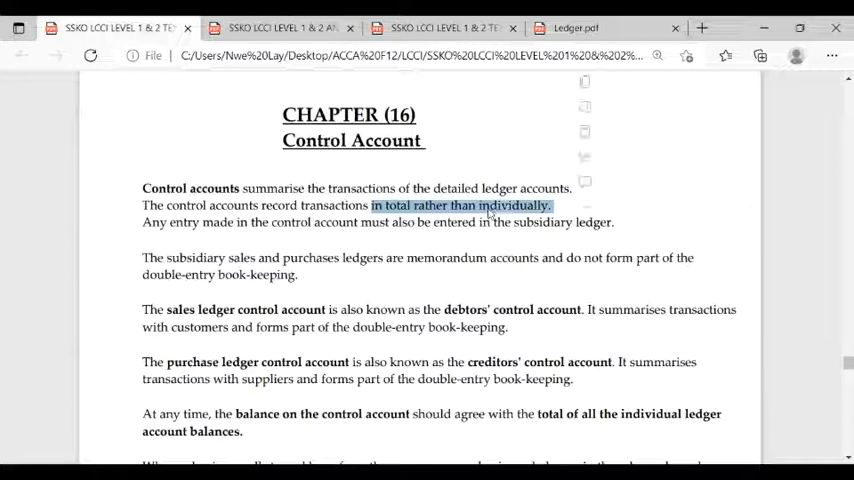 SSKO LCCI LEVEL 1 & 2 TE
SSKO LCCI LEVEL 1 & 2 AN
SSKO LCCI LEVEL 1 & 2 TE
Ledger.pdf
File
C:/Users/Nwe%20Lay/Desktop/ACCA%20F12/LCCI/SSKO%20LCCI%20LEVEL%201%20&%202%...
CHAPTER (16)
Control Account
Control accounts summarise the transactions of the detailed ledger accounts.
The control accounts record transactions in total rather than individually.
Any entry made in the control account must also be entered in the subsidiary ledger.
The subsidiary sales and purchases ledgers are memorandum accounts and do not form part of the
double-entry book-keeping.
The sales ledger control account is also known as the debtors' control account. It summarises transactions
with customers and forms part of the double-entry book-keeping.
The purchase ledger control account is also known as the creditors' control account. It summarises
transactions with suppliers and forms part of the double-entry book-keeping.
At any time, the balance on the control account should agree with the total of all the individual ledger
account balances.